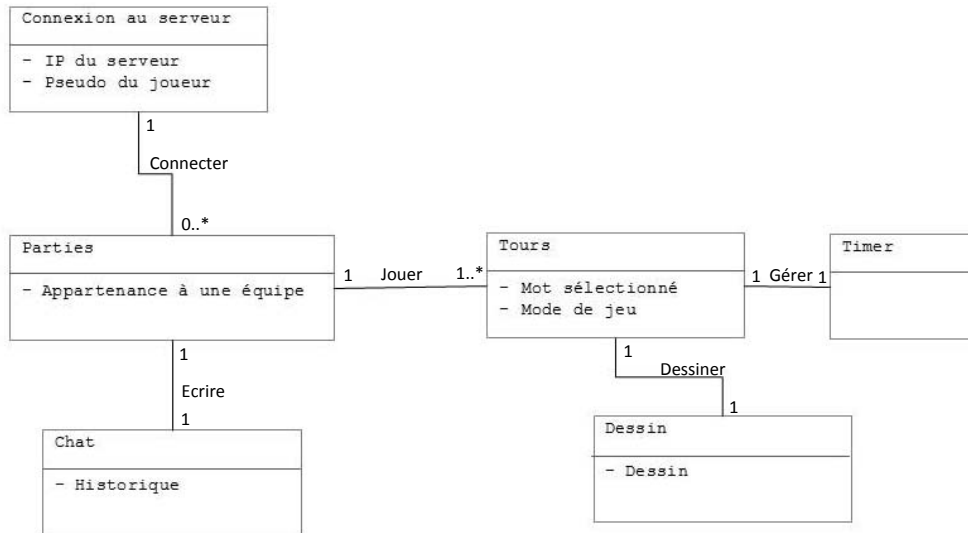 Connexion au serveur
- IP du serveur
- Pseudo du joueur
1
Connecter
0..*
Parties
- Appartenance à une équipe
1 Jouer 1..*
Tours
- Mot sélectionné
- Mode de jeu
1 Gérer 1
Timer
1
Ecrire
1
Chat
- Historique
1
Dessiner
1
Dessin
- Dessin